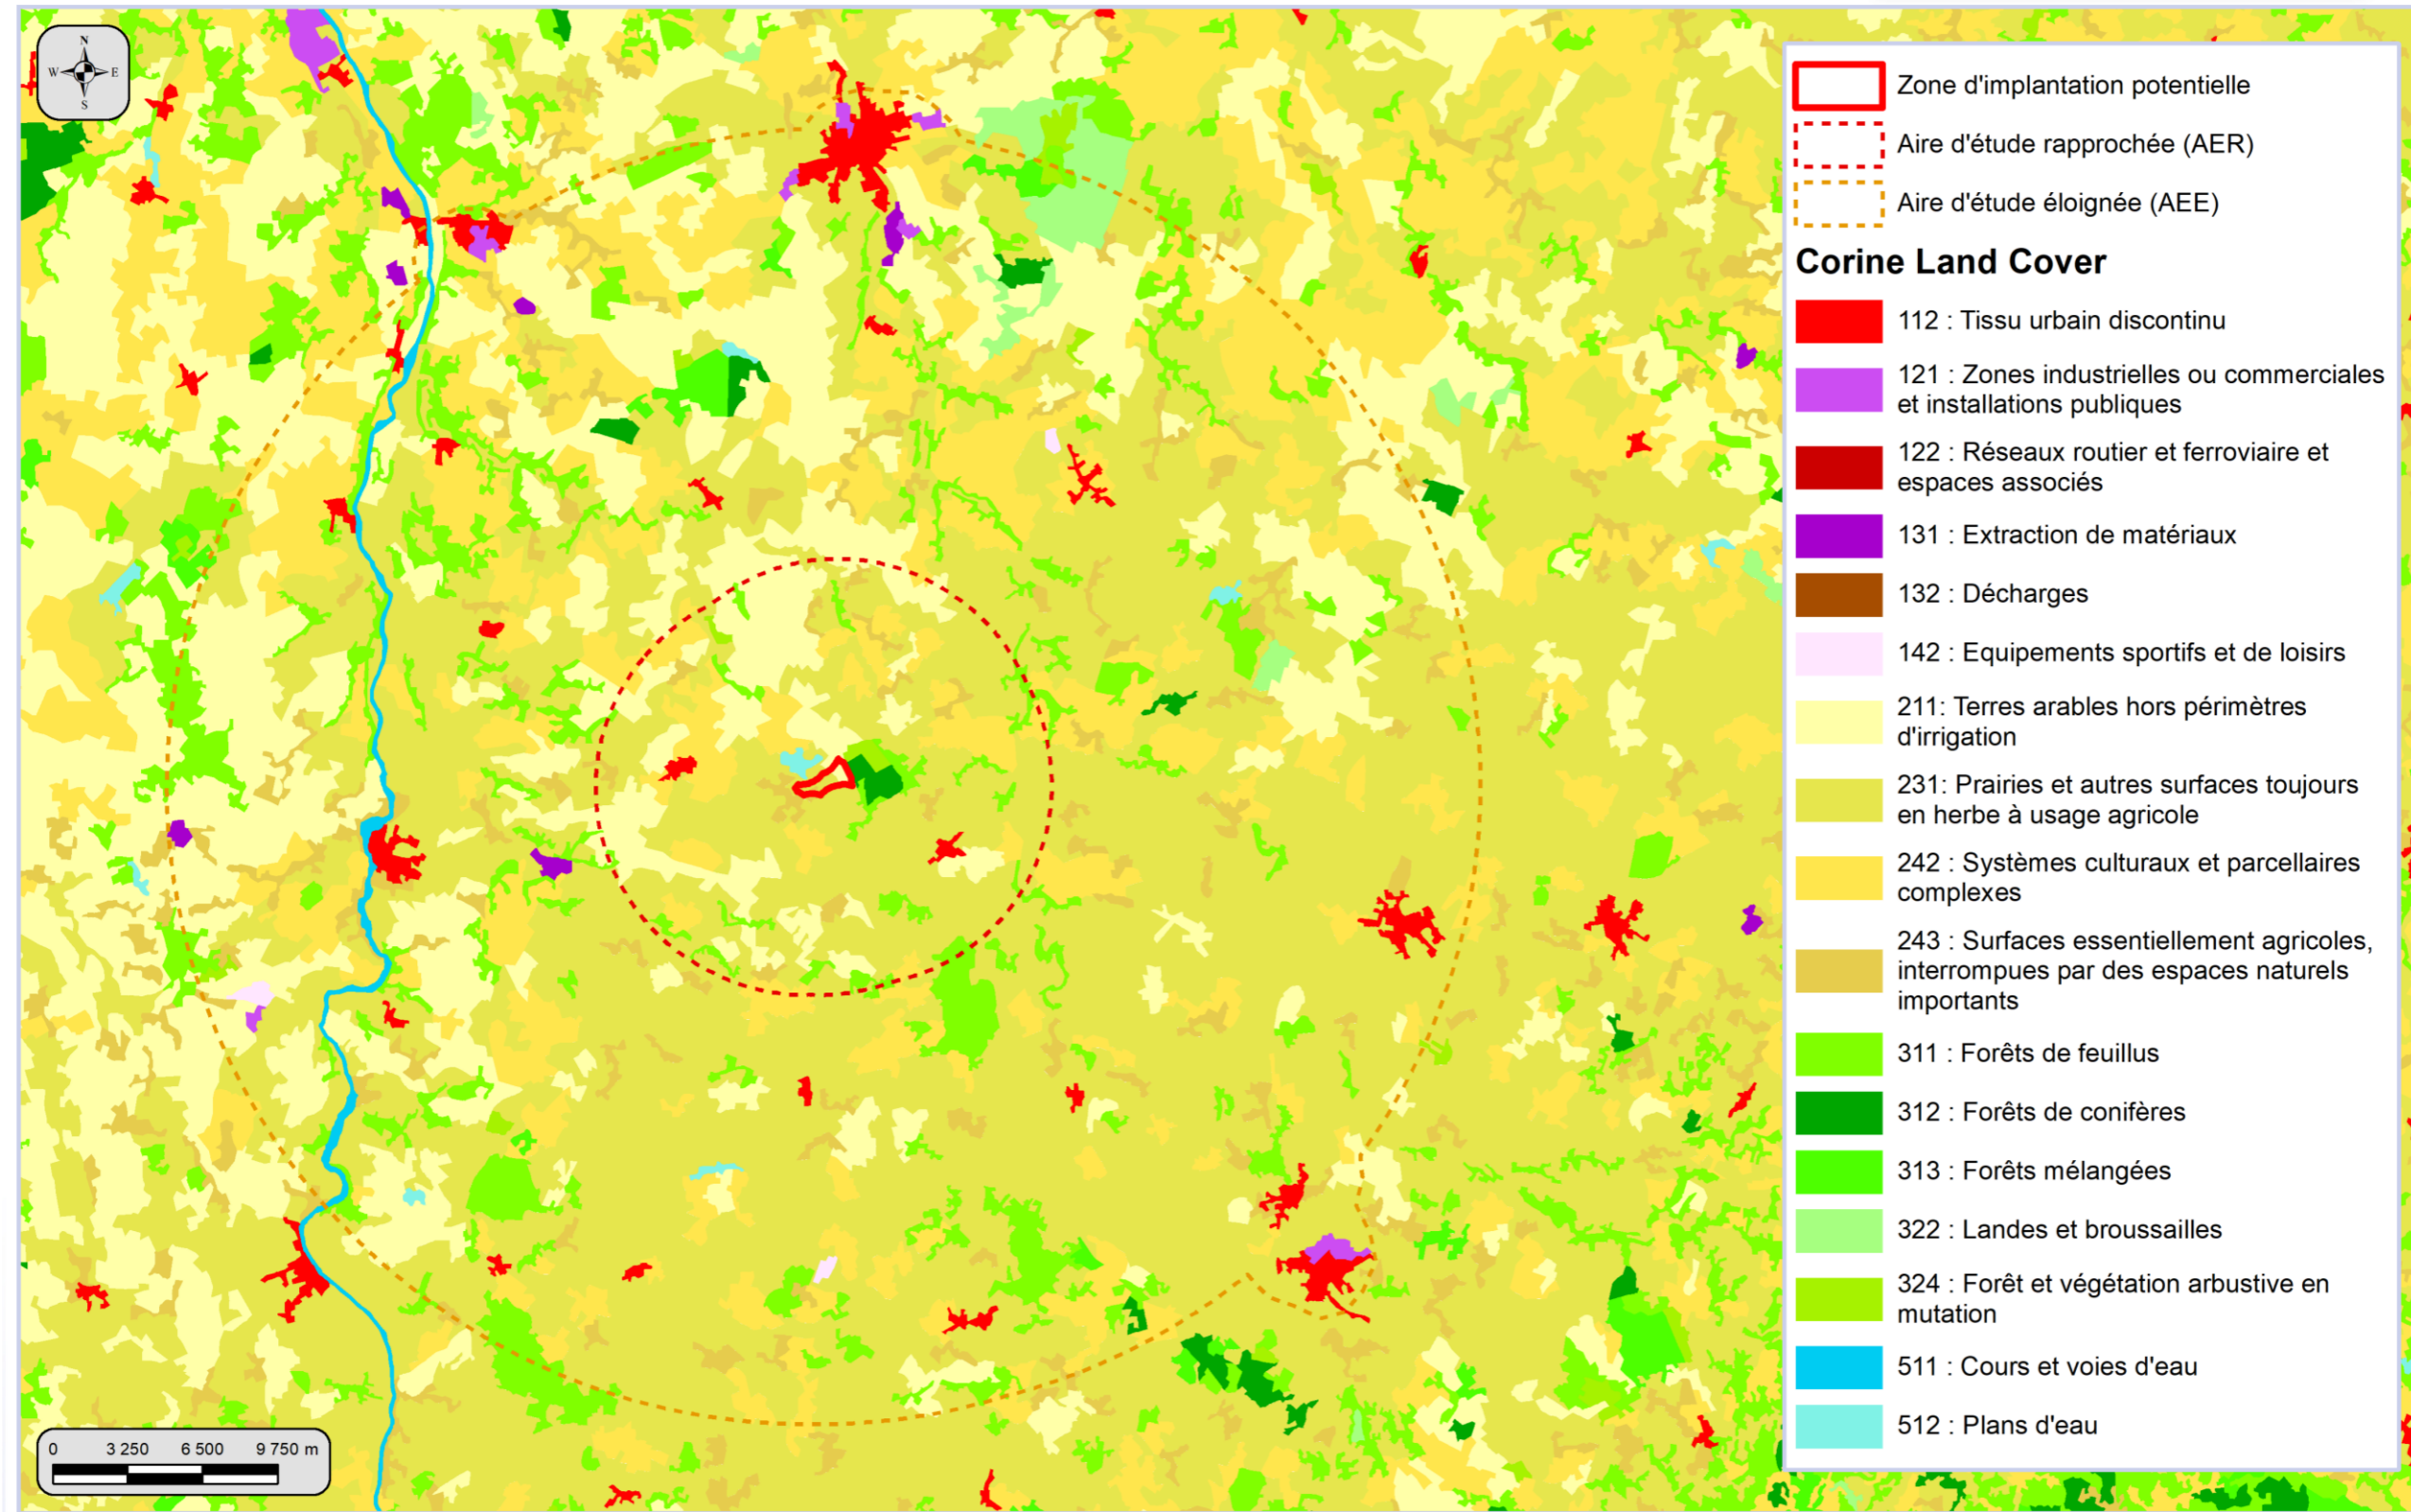 N
W E
S
Zone d'implantation potentielle
Aire d'étude rapprochée (AER)
Aire d'étude éloignée (AEE)
Corine Land Cover
112 : Tissu urbain discontinu
121 : Zones industrielles ou commerciales
et installations publiques
122 : Réseaux routier et ferroviaire et
espaces associés
131 : Extraction de matériaux
132 : Décharges
142 : Equipements sportifs et de loisirs
211: Terres arables hors périmètres
d'irrigation
231: Prairies et autres surfaces toujours
en herbe à usage agricole
242 : Systèmes culturaux et parcellaires
complexes
243 : Surfaces essentiellement agricoles,
interrompues par des espaces naturels
importants
311 : Forêts de feuillus
312 : Forêts de conifères
313 : Forêts mélangées
322 : Landes et broussailles
324 : Forêt et végétation arbustive en
mutation
511 : Cours et voies d'eau
512 : Plans d'eau
0 3 250 6 500 9 750 m